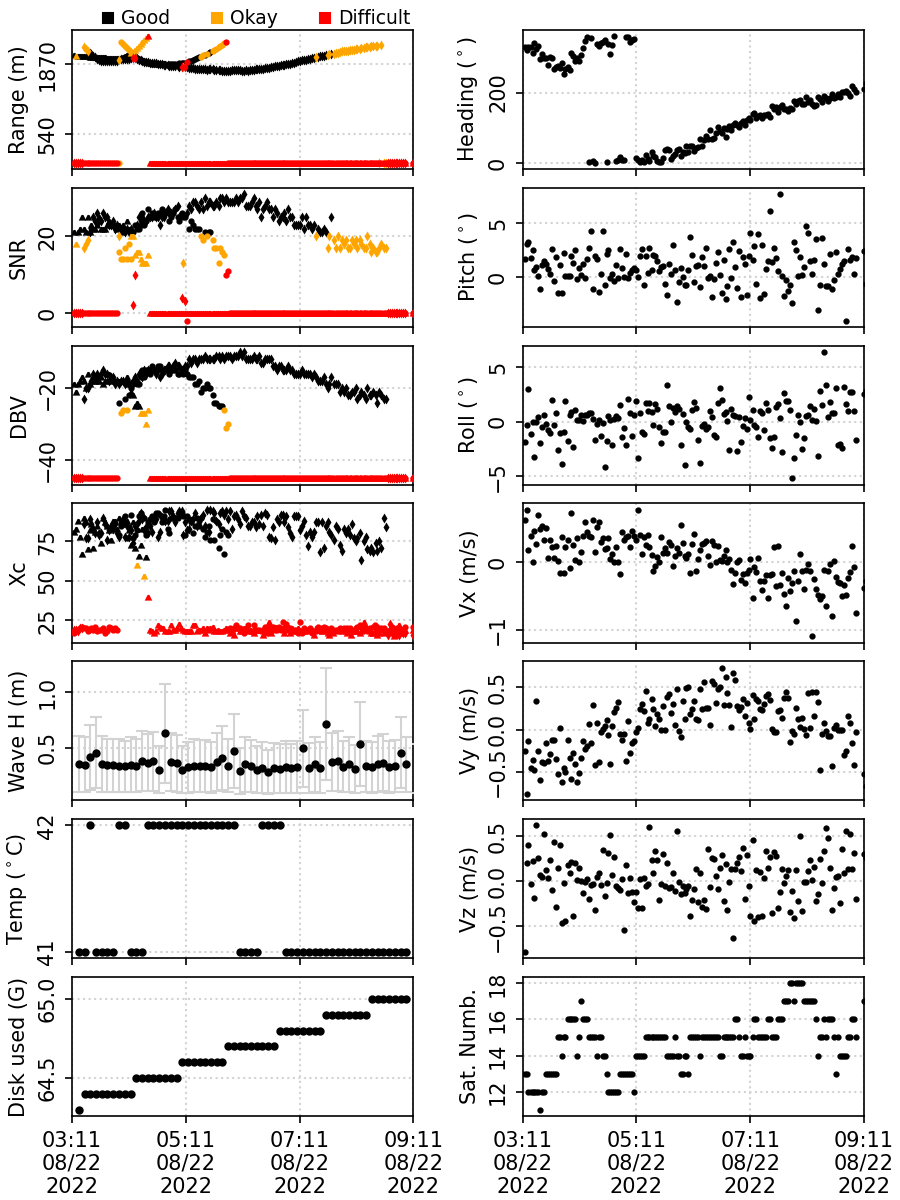 Good Okay Difficult
Range (m)
1870
540
Heading (°)
200
0
SNR
20
0
Pitch (°)
5
0
DBV
−20
−40
Roll (°)
5
0
−5
Xc
75
50
25
Vx (m/s)
0
−1
Wave H (m)
1.0
0.5
Vy (m/s)
0.5
0.0
−0.5
Temp (°C)
42
41
Vz (m/s)
0.5
0.0
−0.5
Disk used (G)
65.0
64.5
Sat. Numb.
18
16
14
12
03:11 05:11 07:11 09:11 03:11 05:11 07:11 09:11
08/22 08/22 08/22 08/22 08/22 08/22 08/22 08/22
2022 2022 2022 2022 2022 2022 2022 2022